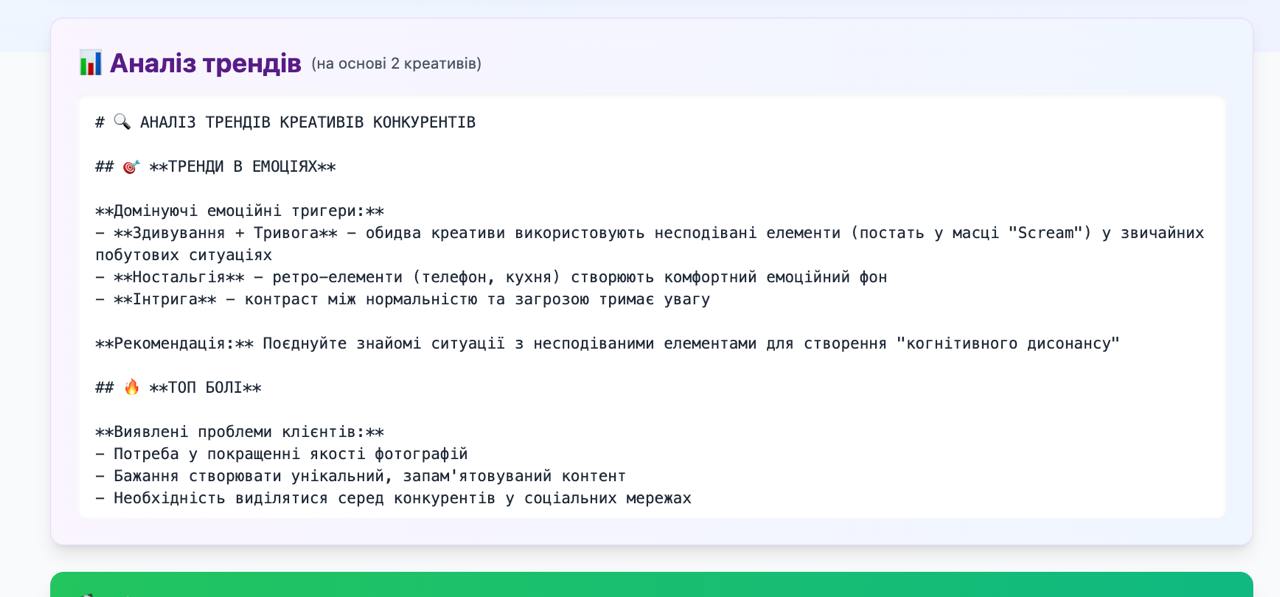 📊 Аналіз трендів (на основі 2 креативів)
# 🔍 АНАЛІЗ ТРЕНДІВ КРЕАТИВІВ КОНКУРЕНТІВ
## 🎯 **ТРЕНДИ В ЕМОЦІЯХ**
**Домінуючі емоційні тригери:**
- **Здивування + Тривога** - обидва креативи використовують несподівані елементи (постать у масці "Scream") у звичайних
побутових ситуаціях
- **Ностальгія** - ретро-елементи (телефон, кухня) створюють комфортний емоційний фон
- **Інтрига** - контраст між нормальністю та загрозою тримає увагу
**Рекомендація:** Поєднуйте знайомі ситуації з несподіваними елементами для створення "когнітивного дисонансу"
## 🔥 **ТОП БОЛІ**
**Виявлені проблеми клієнтів:**
- Потреба у покращенні якості фотографій
- Бажання створювати унікальний, запам'ятовуваний контент
- Необхідність виділятися серед конкурентів у соціальних мережах